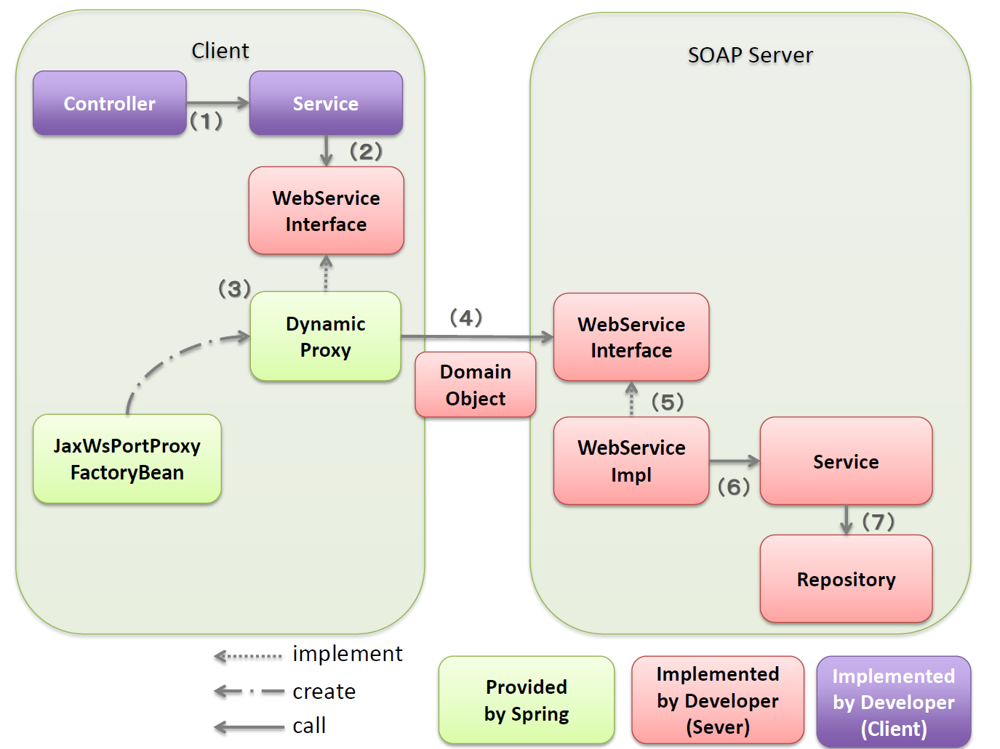 Client
SOAP Server
Controller
Service
(1)
(2)
WebService
Interface
(3)
Dynamic
Proxy
(4)
WebService
Interface
Domain
Object
(5)
JaxWsPortProxy
FactoryBean
WebService
Impl
Service
(6)
(7)
Repository
implement
create
call
Provided
by Spring
Implemented
by Developer
(Sever)
Implemented
by Developer
(Client)